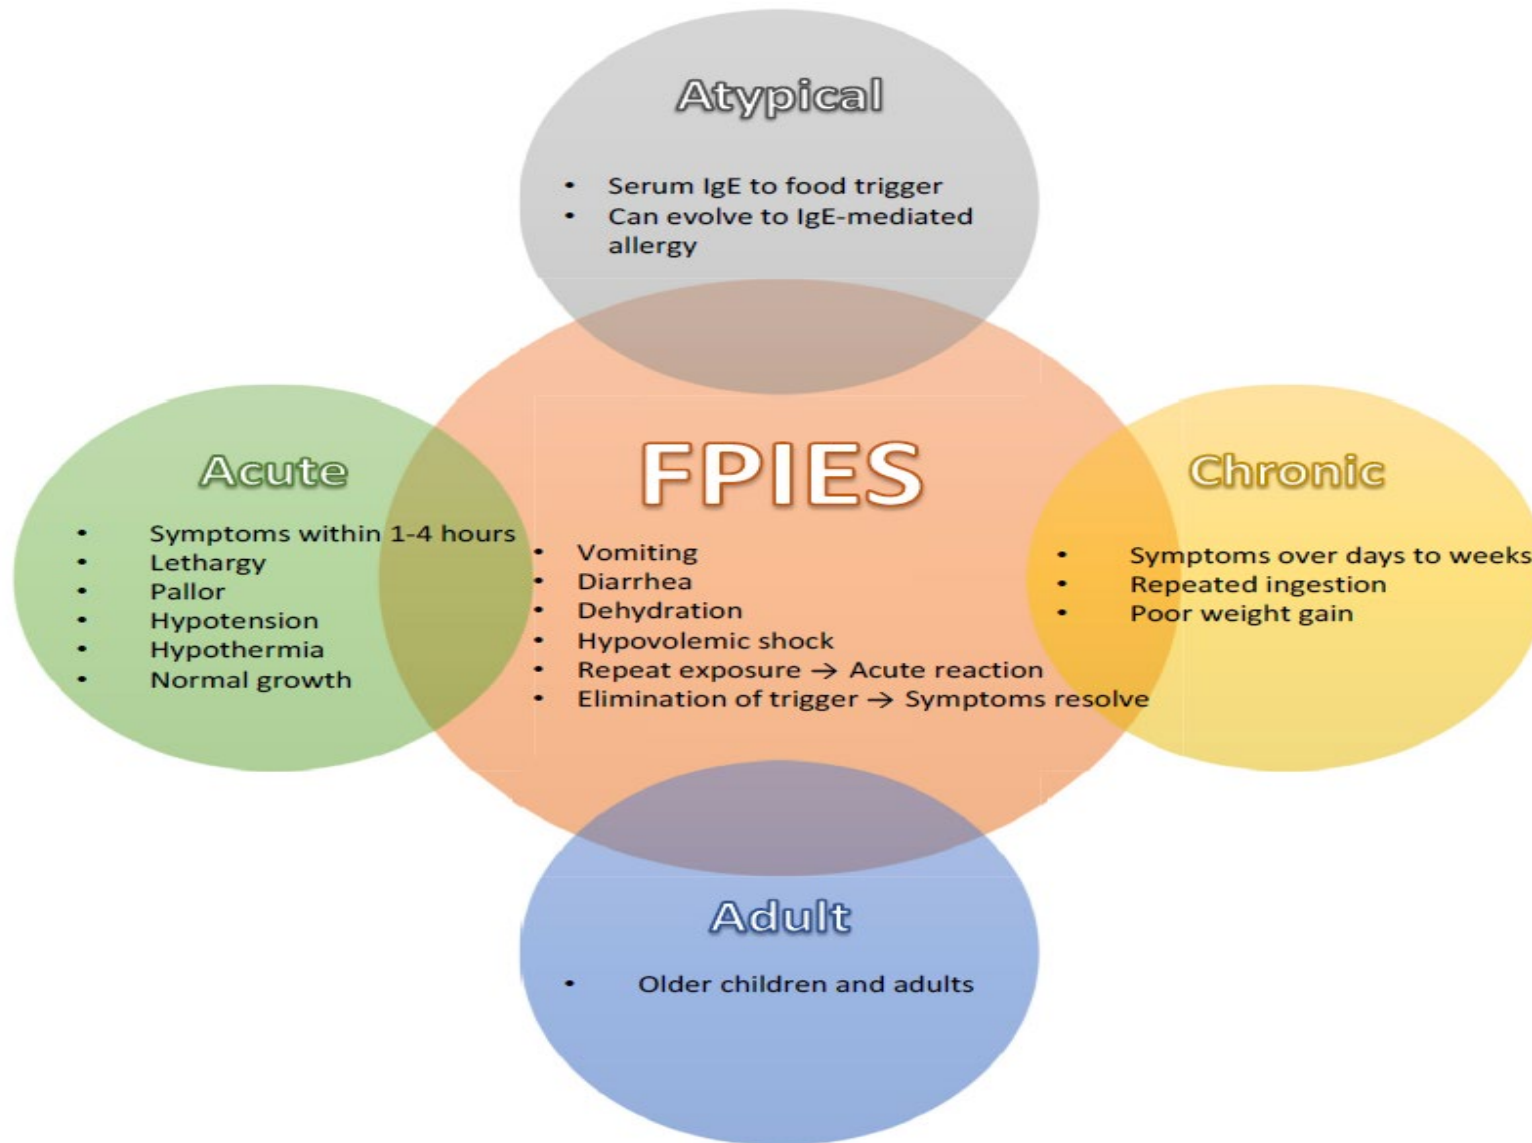 Atypical
• Serum IgE to food trigger
• Can evolve to IgE-mediated
allergy
Acute
• Symptoms within 1-4 hours
• Lethargy
• Pallor
• Hypotension
• Hypothermia
• Normal growth
FPIES
• Vomiting
• Diarrhea
• Dehydration
• Hypovolemic shock
• Repeat exposure → Acute reaction
• Elimination of trigger → Symptoms resolve
Chronic
• Symptoms over days to weeks
• Repeated ingestion
• Poor weight gain
Adult
• Older children and adults